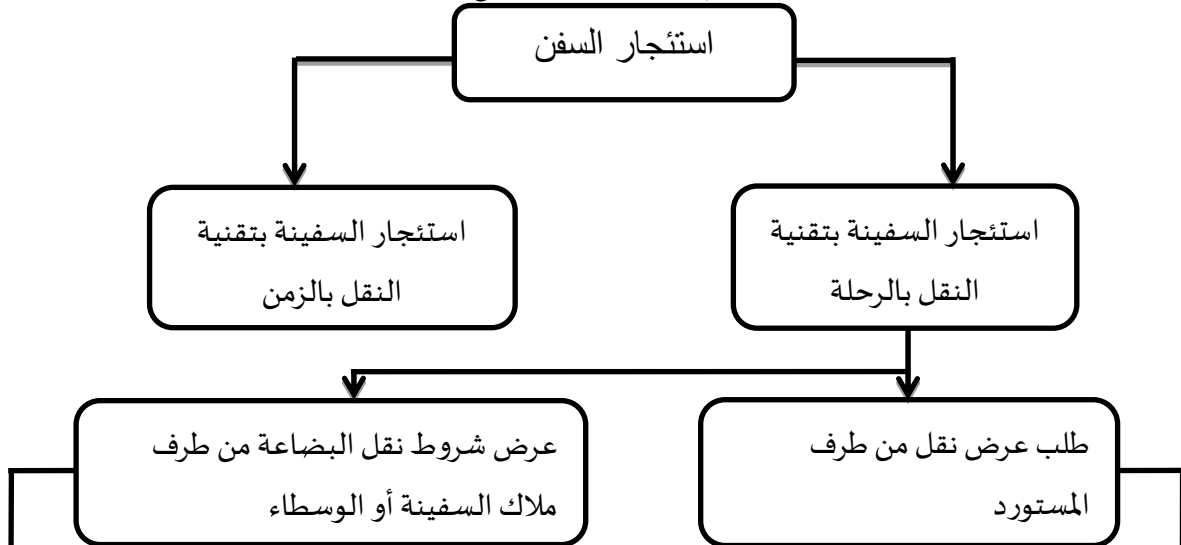 استئجار السفن
استئجار السفينة بتقنية
النقل بالرحلة
استئجار السفينة بتقنية
النقل بالزمن
طلب عرض نقل من طرف
المستورد
عرض شروط نقل البضاعة من طرف
ملاك السفينة أو الوسطاء